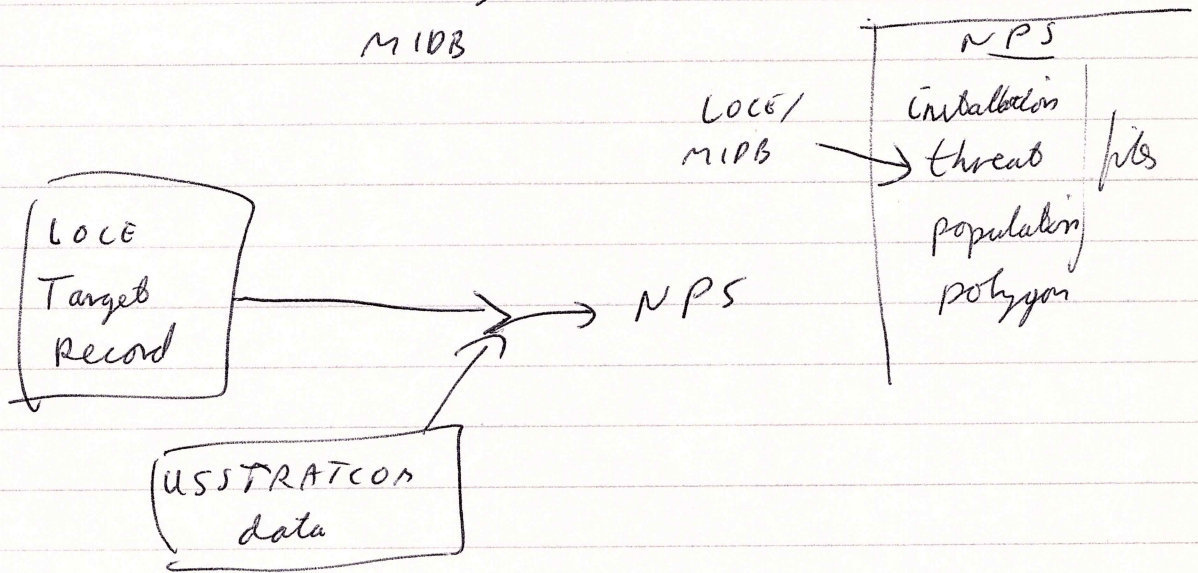 MIDB
NPS
LOCE/
MIDB
installation
threat
population
polygon
files
LOCE
Target
Record
NPS
USSTRATCOM
data